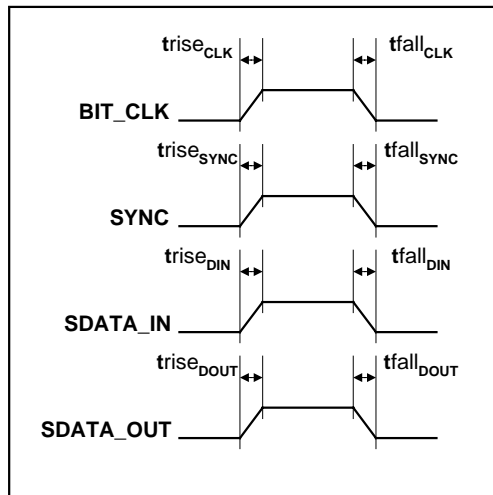 trise_CLK tfall_CLK
BIT_CLK
trise_SYNC tfall_SYNC
SYNC
trise_DIN tfall_DIN
SDATA_IN
trise_DOUT tfall_DOUT
SDATA_OUT